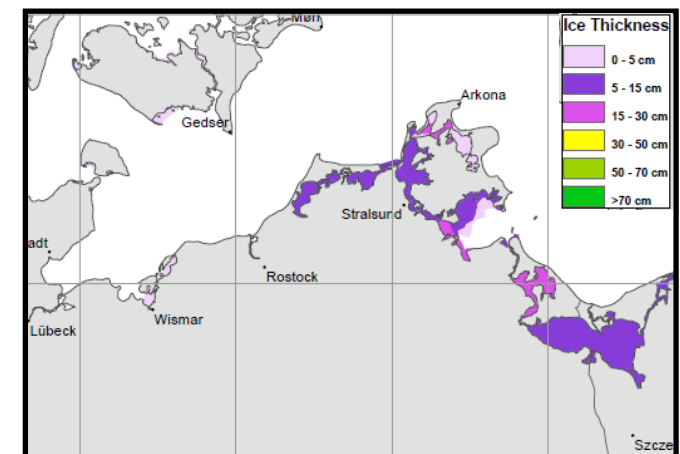 Møn
Ice Thickness
0 - 5 cm
5 - 15 cm
15 - 30 cm
30 - 50 cm
50 - 70 cm
>70 cm
Arkona
Gedser
Stralsund
adt
Rostock
Wismar
Lübeck
Szcze